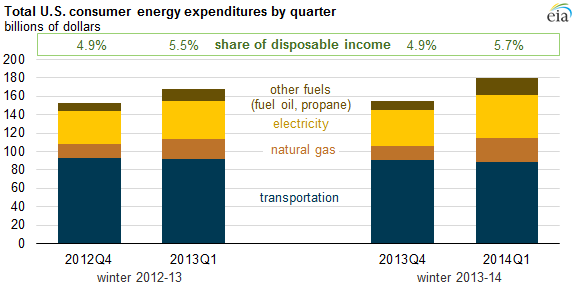 Total U.S. consumer energy expenditures by quarter
billions of dollars
eia
4.9% 5.5% share of disposable income 4.9% 5.7%
200
180
160
140
120
100
80
60
40
20
0
other fuels
(fuel oil, propane)
electricity
natural gas
transportation
2012Q4 2013Q1 2013Q4 2014Q1
winter 2012-13 winter 2013-14